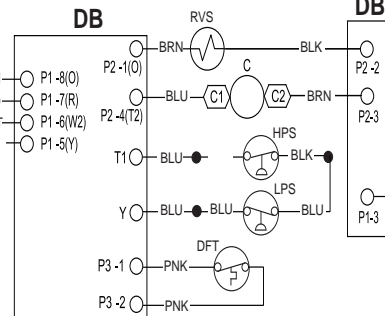 DB
DB
RVS
BRN
BLK
P2 -1(O)
P2 -2
P1 -8(O)
P1 -7(R)
P1 -6(W2)
P1 -5(Y)
C
BLU
C1
C2
BRN
P2 -4(T2)
P2-3
HPS
T1
BLU
BLK
LPS
Y
BLU
BLU
BLU
P1-3
DFT
P3 -1
PNK
P3 -2
PNK